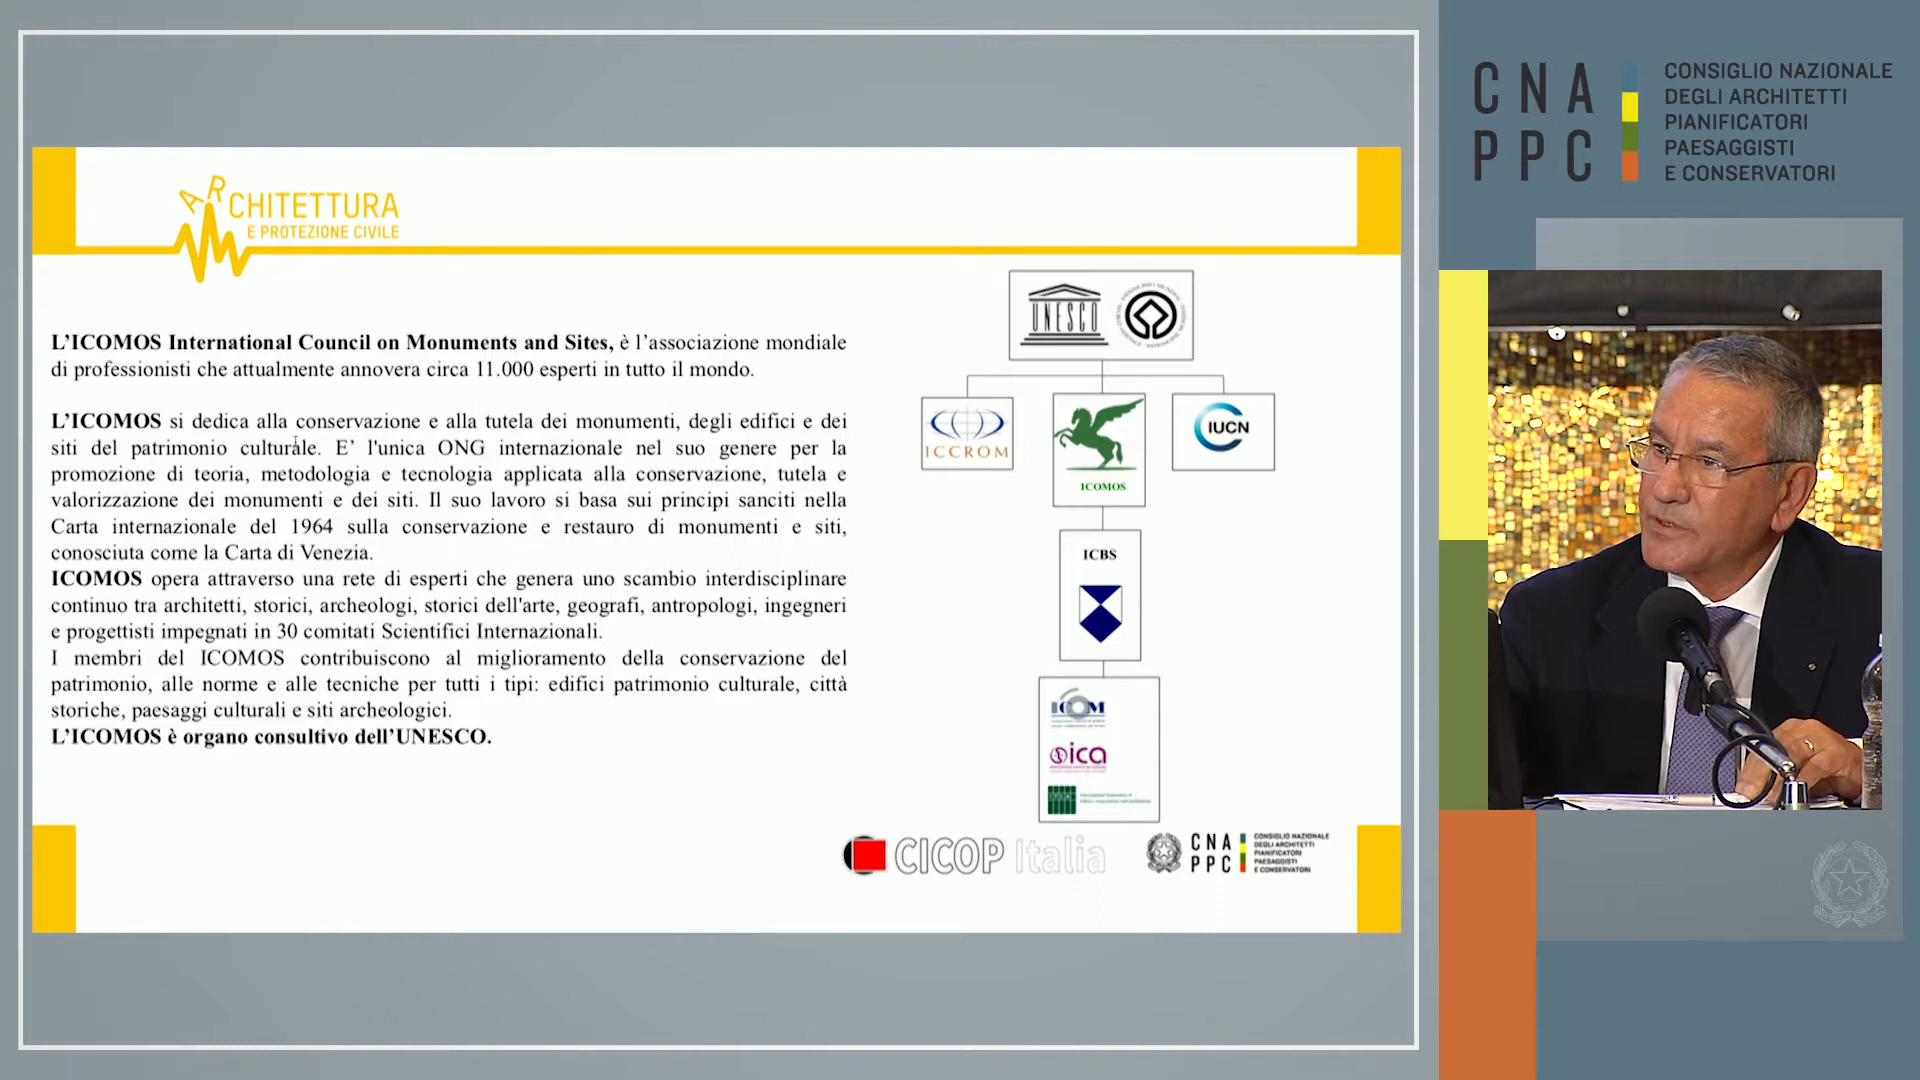 ARCHITETTURA
E PROTEZIONE CIVILE
L’ICOMOS International Council on Monuments and Sites, è l’associazione mondiale
di professionisti che attualmente annovera circa 11.000 esperti in tutto il mondo.
L’ICOMOS si dedica alla conservazione e alla tutela dei monumenti, degli edifici e dei
siti del patrimonio culturale. E’ l'unica ONG internazionale nel suo genere per la
promozione di teoria, metodologia e tecnologia applicata alla conservazione, tutela e
valorizzazione dei monumenti e dei siti. Il suo lavoro si basa sui principi sanciti nella
Carta internazionale del 1964 sulla conservazione e restauro di monumenti e siti,
conosciuta come la Carta di Venezia.
ICOMOS opera attraverso una rete di esperti che genera uno scambio interdisciplinare
continuo tra architetti, storici, archeologi, storici dell'arte, geografi, antropologi, ingegneri
e progettisti impegnati in 30 comitati Scientifici Internazionali.
I membri del ICOMOS contribuiscono al miglioramento della conservazione del
patrimonio, alle norme e alle tecniche per tutti i tipi: edifici patrimonio culturale, città
storiche, paesaggi culturali e siti archeologici.
L’ICOMOS è organo consultivo dell’UNESCO.
UNESCO
ICCROM
ICOMOS
IUCN
ICBS
ICOM
ica
CICOP Italia
CNA
PPC
CONSIGLIO NAZIONALE
DEGLI ARCHITETTI
PIANIFICATORI
PAESAGGISTI
E CONSERVATORI
CNA
PPC
CONSIGLIO NAZIONALE
DEGLI ARCHITETTI
PIANIFICATORI
PAESAGGISTI
E CONSERVATORI